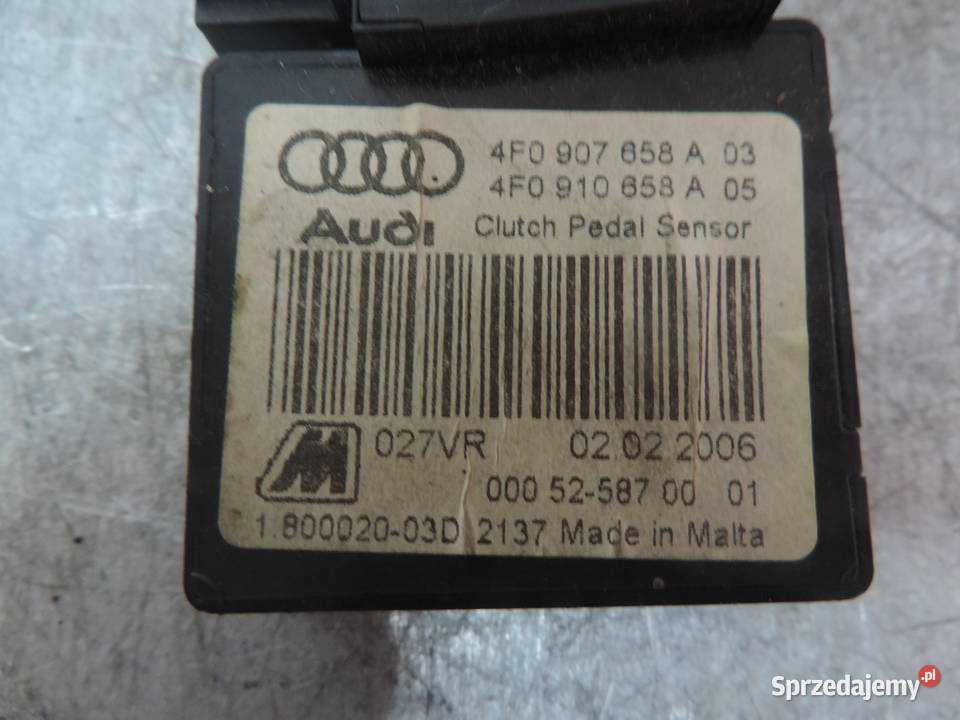 4F0 907 658 A 03
4F0 910 658 A 05
Audi Clutch Pedal Sensor
027VR 02.02.2006
000 52-587 00 01
1.800020-03D 2137 Made in Malta
Sprzedajemy.pl